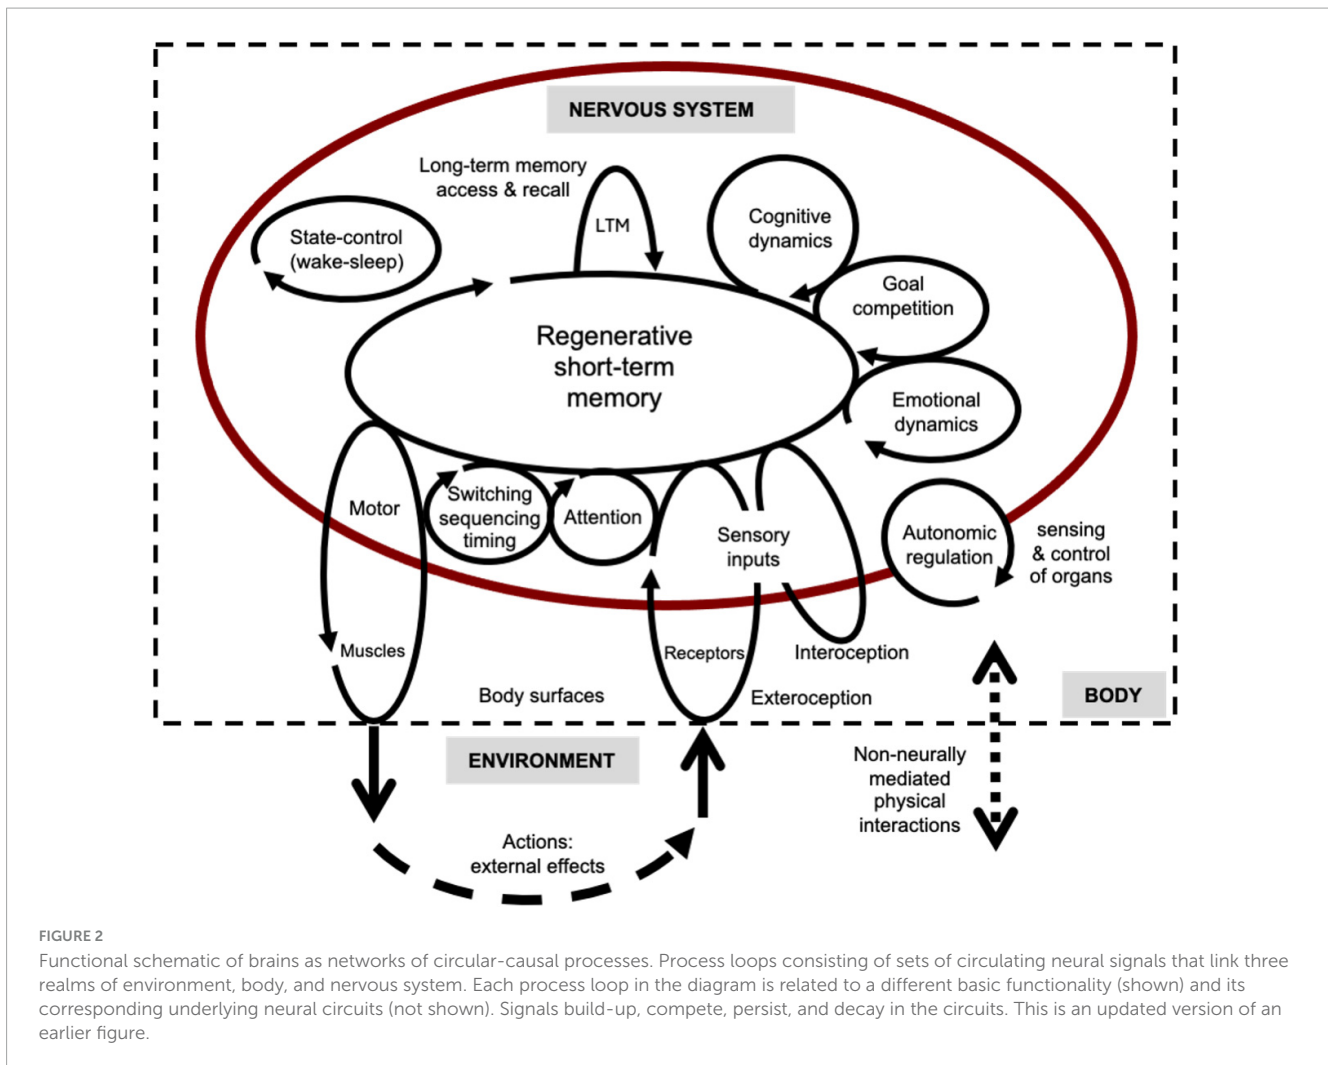 NERVOUS SYSTEM
Long-term memory
access & recall
LTM
Cognitive
dynamics
State-control
(wake-sleep)
Goal
competition
Regenerative
short-term
memory
Emotional
dynamics
Motor
Switching
sequencing
timing
Attention
Sensory
inputs
Autonomic
regulation
sensing
& control
of organs
Muscles
Receptors
Interoception
Body surfaces
Exteroception
BODY
ENVIRONMENT
Non-neurally
mediated
physical
interactions
Actions:
external effects
FIGURE 2
Functional schematic of brains as networks of circular-causal processes. Process loops consisting of sets of circulating neural signals that link three
realms of environment, body, and nervous system. Each process loop in the diagram is related to a different basic functionality (shown) and its
corresponding underlying neural circuits (not shown). Signals build-up, compete, persist, and decay in the circuits. This is an updated version of an
earlier figure.